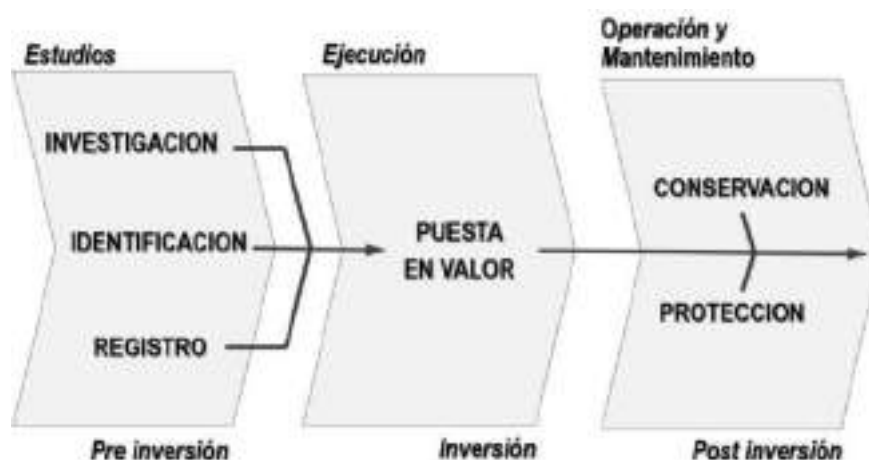 Estudios
INVESTIGACION
IDENTIFICACION
REGISTRO
Pre inversión
Ejecución
PUESTA
EN VALOR
Inversión
Operación y
Mantenimiento
CONSERVACION
PROTECCION
Post inversión